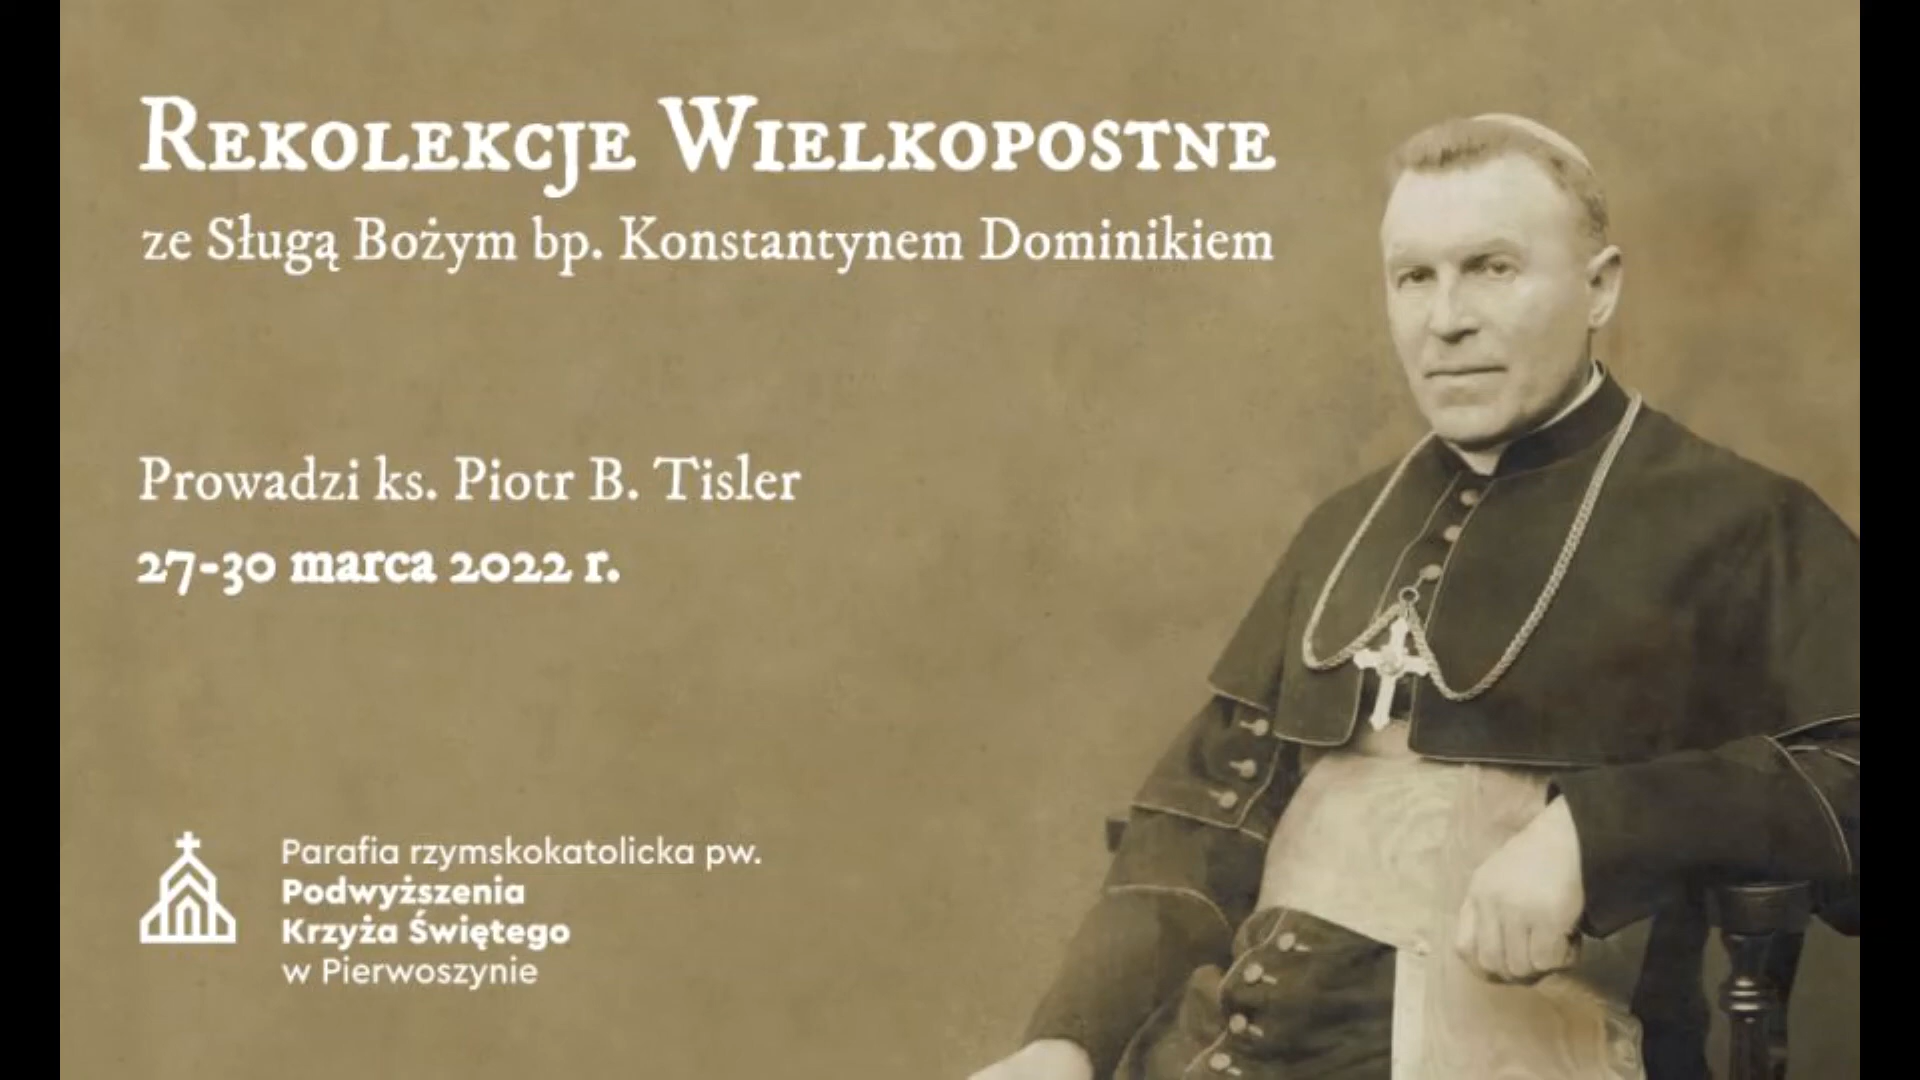 Rekolekcje Wielkopostne
ze Sługą Bożym bp. Konstantynem Dominikiem
Prowadzi ks. Piotr B. Tisler
27-30 marca 2022 r.
Parafia rzymskokatolicka pw.
Podwyższenia
Krzyża Świętego
w Pierwoszynie